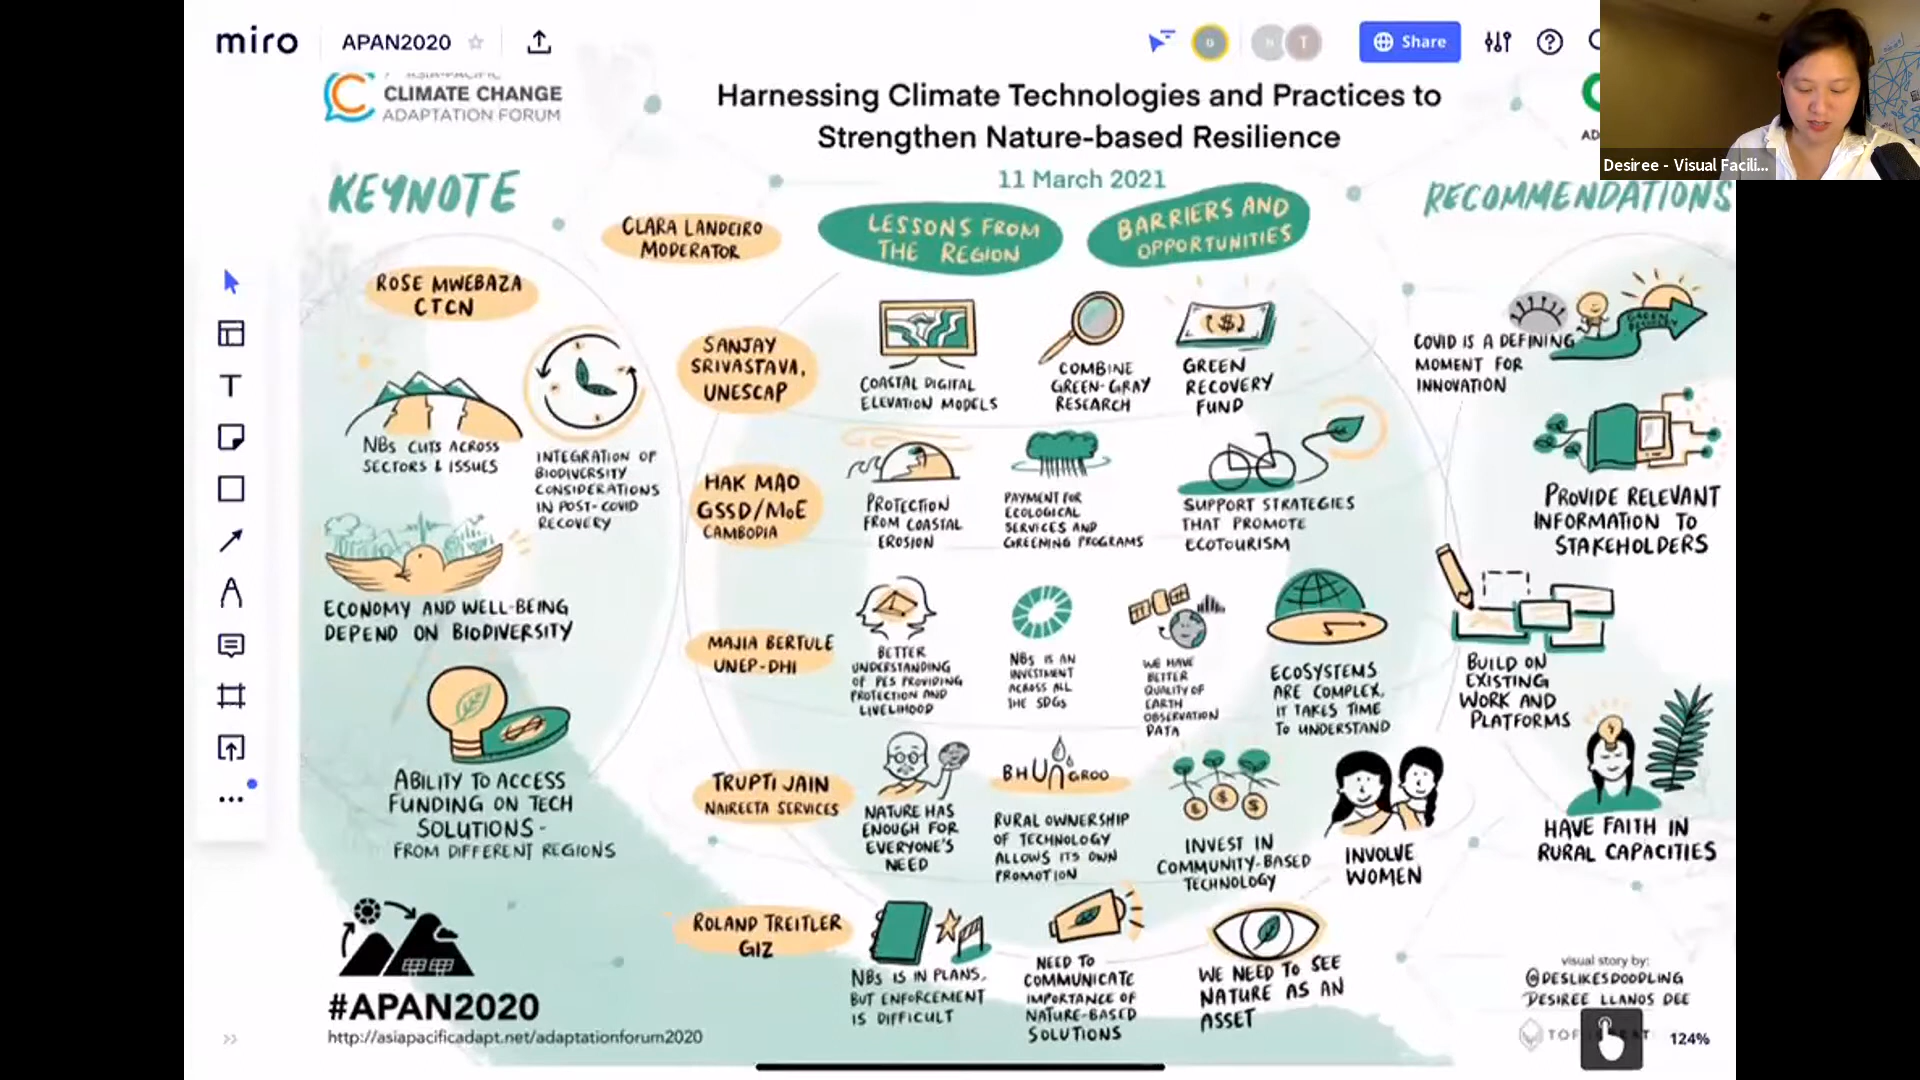 miro
APAN2020
Share
T
Desiree - Visual Facili...
ASIA-PACIFIC
CLIMATE CHANGE
ADAPTATION FORUM
Harnessing Climate Technologies and Practices to
Strengthen Nature-based Resilience
11 March 2021
KEYNOTE
ROSE MWEBAZA
CTCN
NBS CUTS ACROSS
SECTORS & ISSUES
INTEGRATION OF
BIODIVERSITY
CONSIDERATIONS
IN POST-COVID
RECOVERY
ECONOMY AND WELL-BEING
DEPEND ON BIODIVERSITY
ABILITY TO ACCESS
FUNDING ON TECH
SOLUTIONS -
FROM DIFFERENT REGIONS
#APAN2020
http://asiapacificadapt.net/adaptationforum2020
CLARA LANDEIRO
MODERATOR
LESSONS FROM
THE REGION
BARRIERS AND
OPPORTUNITIES
SANJAY
SRIVASTAVA,
UNESCAP
COASTAL DIGITAL
ELEVATION MODELS
COMBINE
GREEN-GRAY
RESEARCH
GREEN
RECOVERY
FUND
HAK MAO
GSSD/MoE
CAMBODIA
PROTECTION
FROM COASTAL
EROSION
PAYMENT FOR
ECOLOGICAL
SERVICES AND
GREENING PROGRAMS
SUPPORT STRATEGIES
THAT PROMOTE
ECOTOURISM
MAJIA BERTULE
UNEP-DHI
BETTER
UNDERSTANDING
OF PES PROVIDING
PROTECTION AND
LIVELIHOOD
NBS IS AN
INVESTMENT
ACROSS ALL
THE SDGS
WE HAVE
BETTER
QUALITY OF
EARTH
OBSERVATION
DATA
ECOSYSTEMS
ARE COMPLEX,
IT TAKES TIME
TO UNDERSTAND
TRUPTI JAIN
NAIREETA SERVICES
NATURE HAS
ENOUGH FOR
EVERYONE'S
NEED
BHUNGROO
RURAL OWNERSHIP
OF TECHNOLOGY
ALLOWS ITS OWN
PROMOTION
INVEST IN
COMMUNITY-BASED
TECHNOLOGY
INVOLVE
WOMEN
ROLAND TREITLER
GIZ
NBS IS IN PLANS,
BUT ENFORCEMENT
IS DIFFICULT
NEED TO
COMMUNICATE
IMPORTANCE OF
NATURE-BASED
SOLUTIONS
WE NEED TO SEE
NATURE AS AN
ASSET
RECOMMENDATIONS
COVID IS A DEFINING
MOMENT FOR
INNOVATION
GREEN
RECOVERY
PROVIDE RELEVANT
INFORMATION TO
STAKEHOLDERS
BUILD ON
EXISTING
WORK AND
PLATFORMS
HAVE FAITH IN
RURAL CAPACITIES
visual story by:
@DESLIKESDOODLING
DESIREE LLANOS DEE
124%